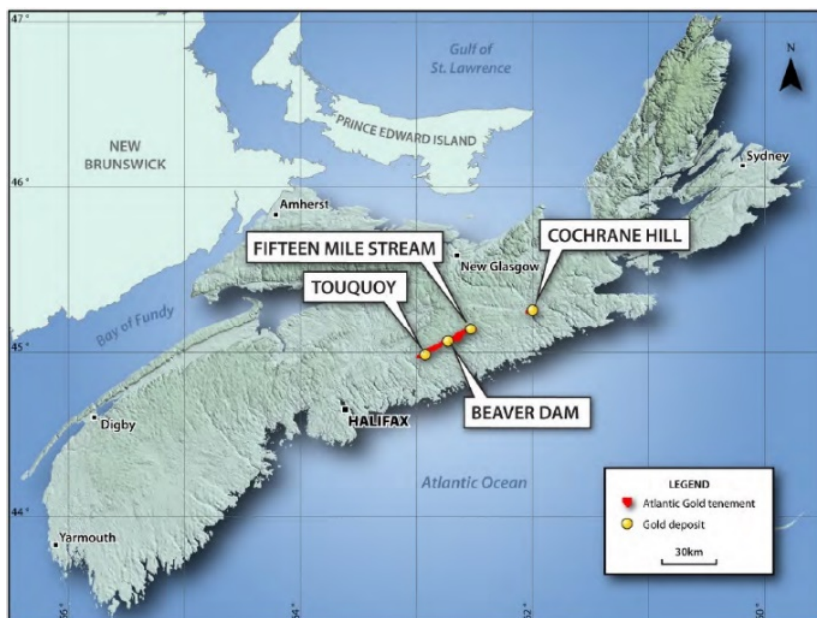 47°
Gulf of
St. Lawrence
N
PRINCE EDWARD ISLAND
NEW
BRUNSWICK
Sydney
46°
Amherst
COCHRANE HILL
FIFTEEN MILE STREAM
New Glasgow
TOUQUOY
Bay of Fundy
45°
BEAVER DAM
HALIFAX
Digby
Atlantic Ocean
LEGEND
Atlantic Gold tenement
Gold deposit
30km
44°
Yarmouth